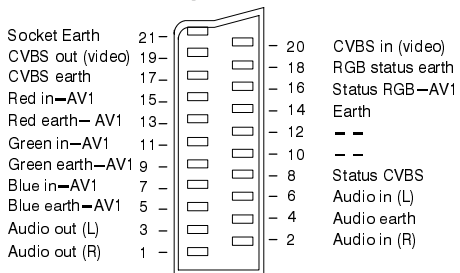 Socket Earth 21 –
CVBS out (video) 19 –
CVBS earth 17 –
Red in–AV1 15 –
Red earth– AV1 13 –
Green in–AV1 11 –
Green earth–AV1 9 –
Blue in–AV1 7 –
Blue earth–AV1 5 –
Audio out (L) 3 –
Audio out (R) 1 –
– 20 CVBS in (video)
– 18 RGB status earth
– 16 Status RGB–AV1
– 14 Earth
– 12 – –
– 10 – –
– 8 Status CVBS
– 6 Audio in (L)
– 4 Audio earth
– 2 Audio in (R)